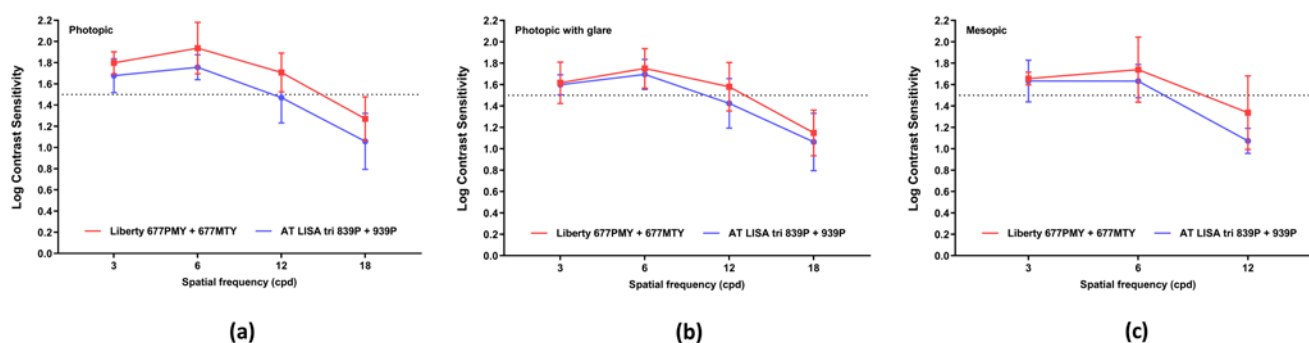 Photopic
Log Contrast Sensitivity
2.2
2.0
1.8
1.6
1.4
1.2
1.0
0.8
0.6
0.4
0.2
0.0
Liberty 677PMY + 677MTY
AT LISA tri 839P + 939P
3 6 12 18
Spatial frequency (cpd)
(a)
Photopic with glare
Log Contrast Sensitivity
2.2
2.0
1.8
1.6
1.4
1.2
1.0
0.8
0.6
0.4
0.2
0.0
Liberty 677PMY + 677MTY
AT LISA tri 839P + 939P
3 6 12 18
Spatial frequency (cpd)
(b)
Mesopic
Log Contrast Sensitivity
2.2
2.0
1.8
1.6
1.4
1.2
1.0
0.8
0.6
0.4
0.2
0.0
Liberty 677PMY + 677MTY
AT LISA tri 839P + 939P
3 6 12
Spatial frequency (cpd)
(c)